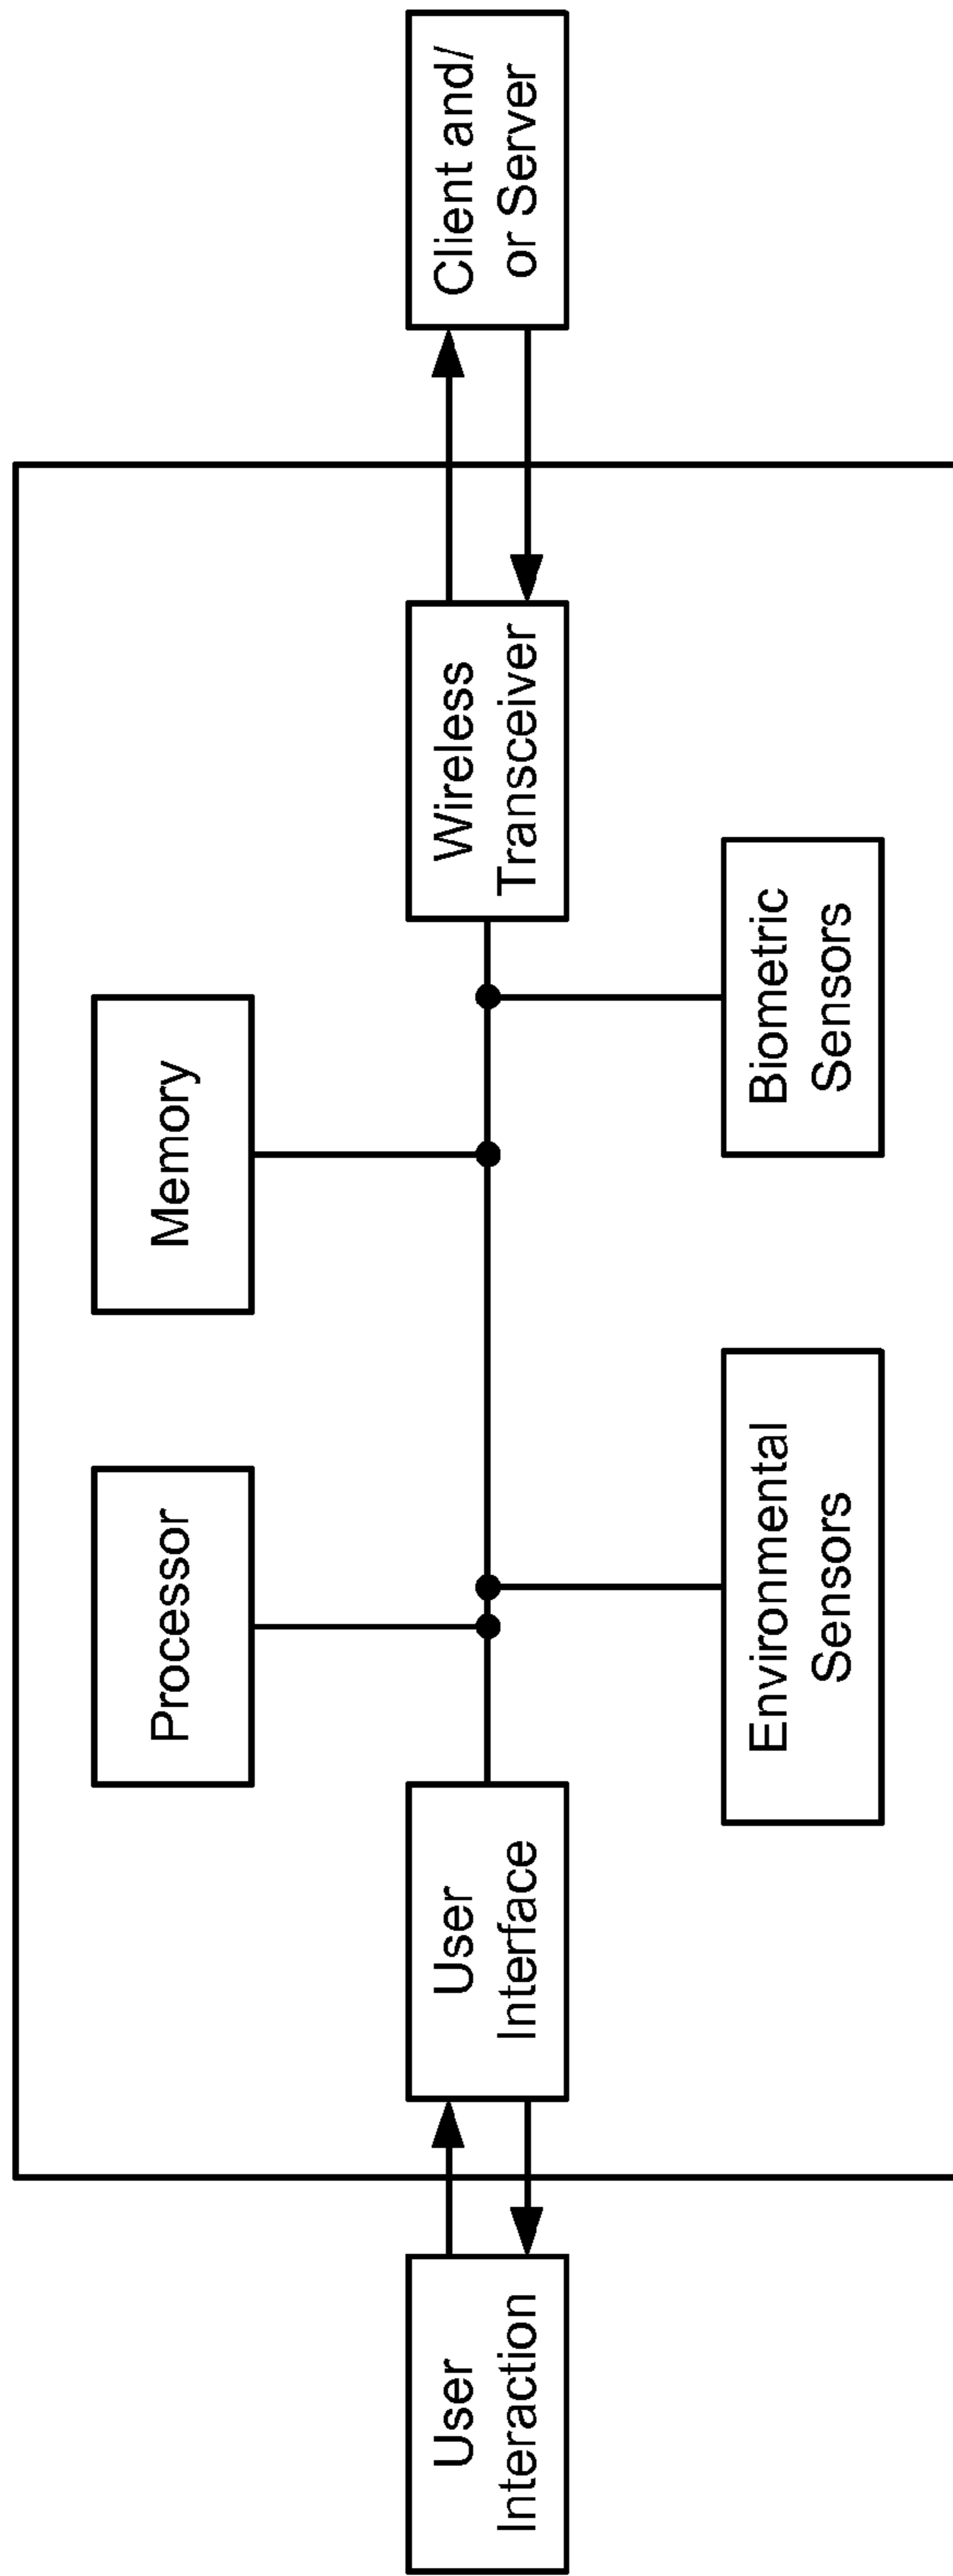 Processor
Memory
User
Interaction
User
Interface
Wireless
Transceiver
Client and/
or Server
Environmental
Sensors
Biometric
Sensors